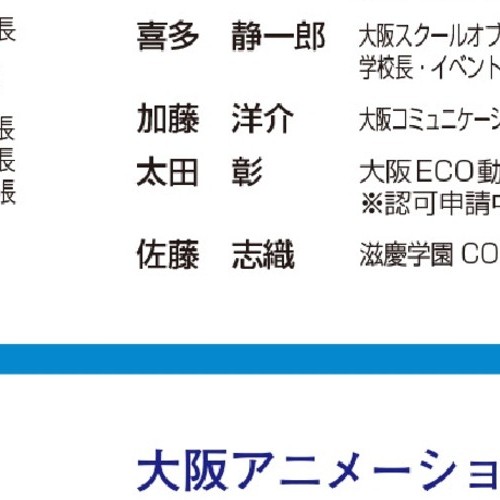 長
喜多 静一郎 大阪スクールオブ
学校長・イベント
加藤 洋介 大阪コミュニケーシ
長
太田 彰 大阪ECO動
長
※認可申請中
長
佐藤 志織 滋慶学園 CO
大阪アニメーショ